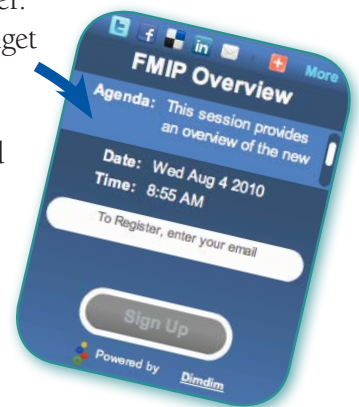 er.
get
d
More
FMIP Overview
Agenda: This session provides
an overview of the new
Date: Wed Aug 4 2010
Time: 8:55 AM
To Register, enter your email
Sign Up
Powered by Dimdim